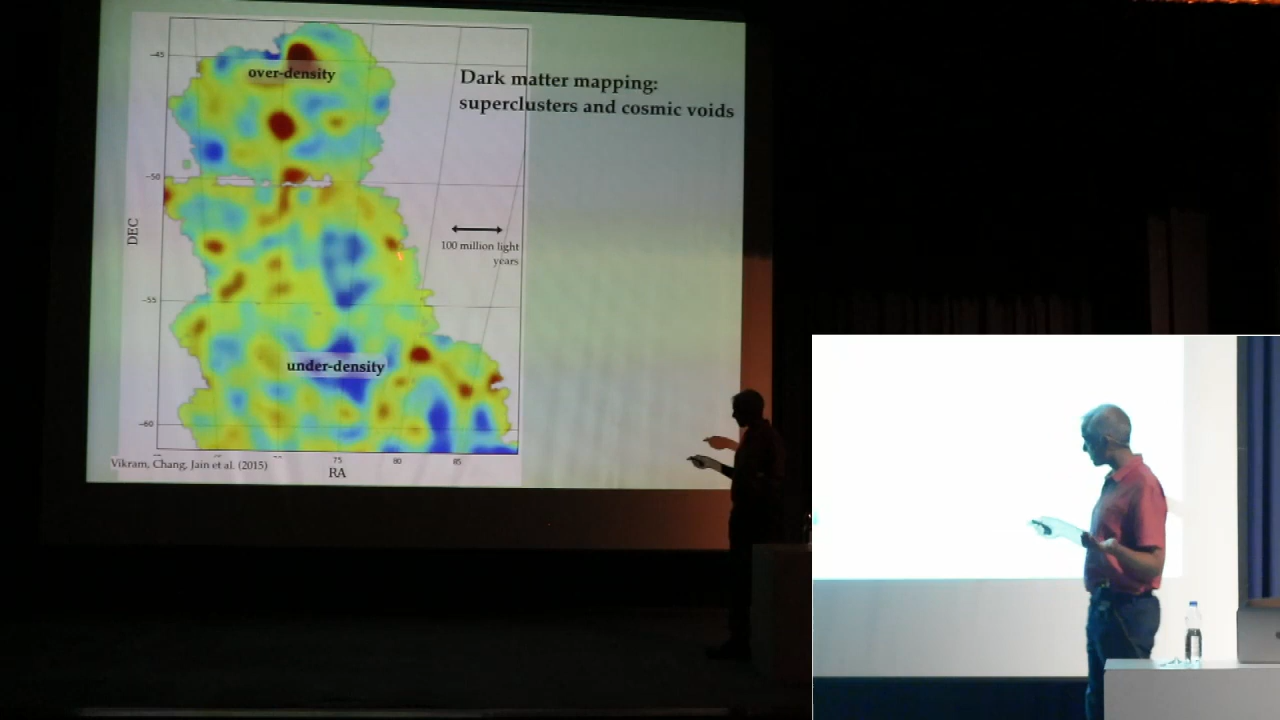 Dark matter mapping:
superclusters and cosmic voids
over-density
under-density
100 million light
years
DEC
-45
-50
-55
-60
75
80
85
RA
Vikram, Chang, Jain et al. (2015)